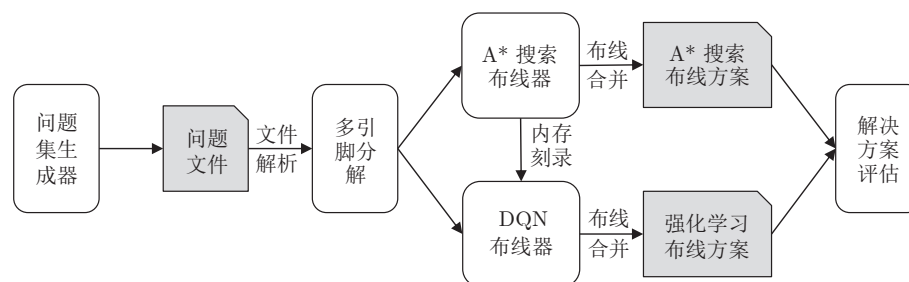 问题
集生
成器
问题
文件
文件
解析
多引
脚分
解
A* 搜索
布线器
布线
合并
A* 搜索
布线方案
内存
刻录
DQN
布线器
布线
合并
强化学习
布线方案
解决
方案
评估